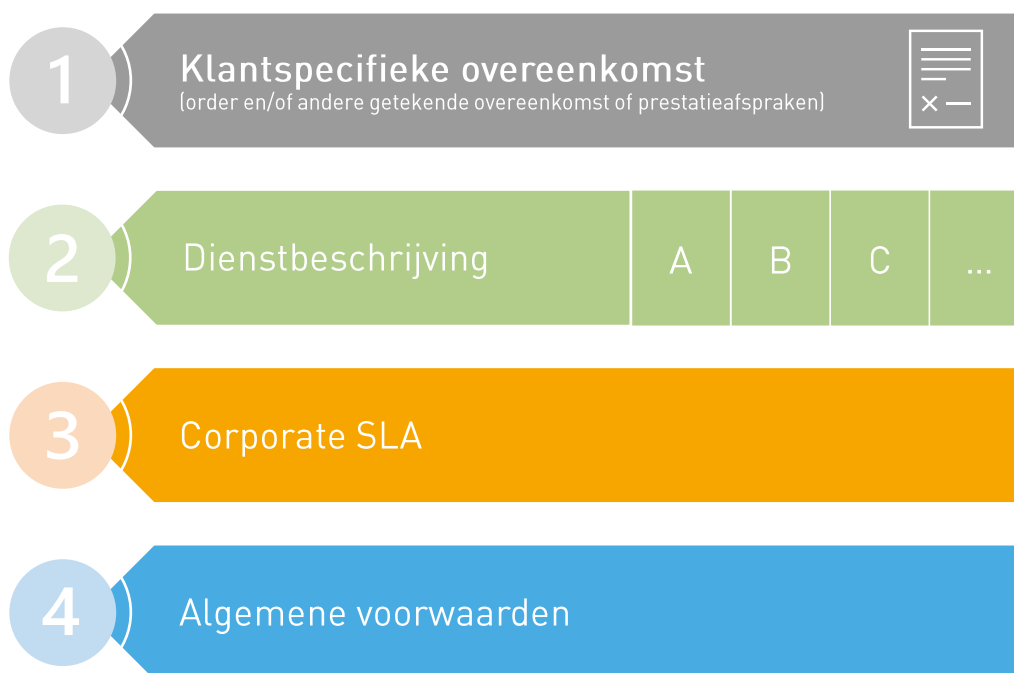 1
Klantspecifieke overeenkomst
(order en/of andere getekende overeenkomst of prestatieafspraken)
2
Dienstbeschrijving A B C ...
3
Corporate SLA
4
Algemene voorwaarden